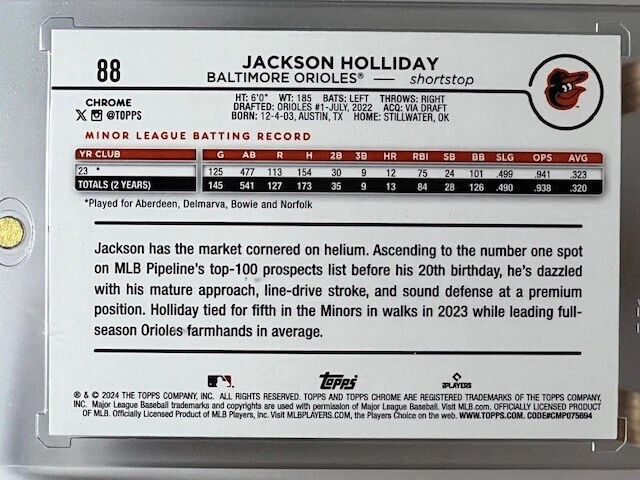 88
JACKSON HOLLIDAY
BALTIMORE ORIOLES® — shortstop
CHROME
X @TOPPS
HT: 6'0" WT: 185 BATS: LEFT THROWS: RIGHT
DRAFTED: ORIOLES #1-JULY, 2022 ACQ: VIA DRAFT
BORN: 12-4-03, AUSTIN, TX HOME: STILLWATER, OK
MINOR LEAGUE BATTING RECORD
YR CLUB G AB R H 2B 3B HR RBI SB BB SLG OPS AVG
23 * 125 477 113 154 30 9 12 75 24 101 .499 .941 .323
TOTALS (2 YEARS) 145 541 127 173 35 9 13 84 28 126 .490 .938 .320
*Played for Aberdeen, Delmarva, Bowie and Norfolk
Jackson has the market cornered on helium. Ascending to the number one spot
on MLB Pipeline's top-100 prospects list before his 20th birthday, he's dazzled
with his mature approach, line-drive stroke, and sound defense at a premium
position. Holliday tied for fifth in the Minors in walks in 2023 while leading full-
season Orioles farmhands in average.
Topps
PLAYERS
® & © 2024 THE TOPPS COMPANY, INC. ALL RIGHTS RESERVED. TOPPS AND TOPPS CHROME ARE REGISTERED TRADEMARKS OF THE TOPPS COMPANY,
INC. Major League Baseball trademarks and copyrights are used with permission of Major League Baseball. Visit MLB.com. OFFICIALLY LICENSED PRODUCT
OF MLB. Officially Licensed Product of MLB Players, Inc. Visit MLBPLAYERS.COM, the Players Choice on the web. WWW.TOPPS.COM. CODE#CMP075694